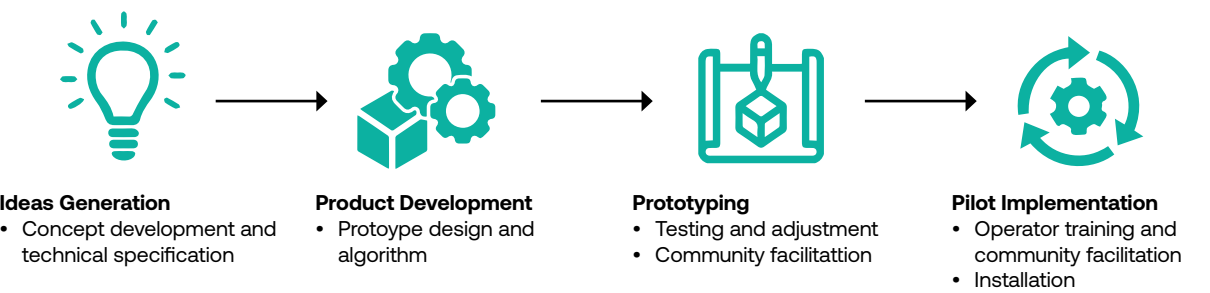 Ideas Generation
• Concept development and
technical specification
Product Development
• Protoype design and
algorithm
Prototyping
• Testing and adjustment
• Community facilitattion
Pilot Implementation
• Operator training and
community facilitation
• Installation